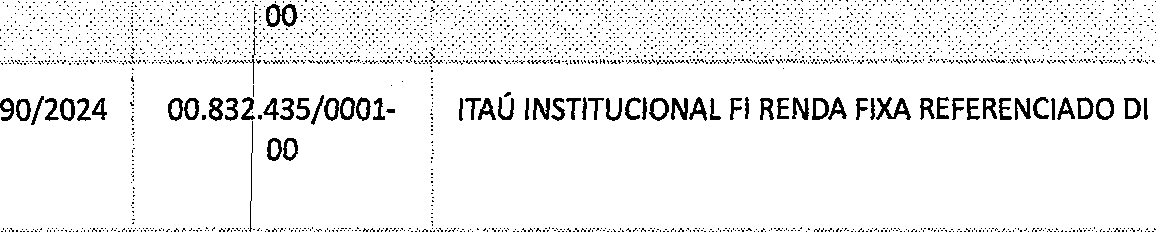 00
90/2024 00.832.435/0001- ITAÚ INSTITUCIONAL FI RENDA FIXA REFERENCIADO DI
00